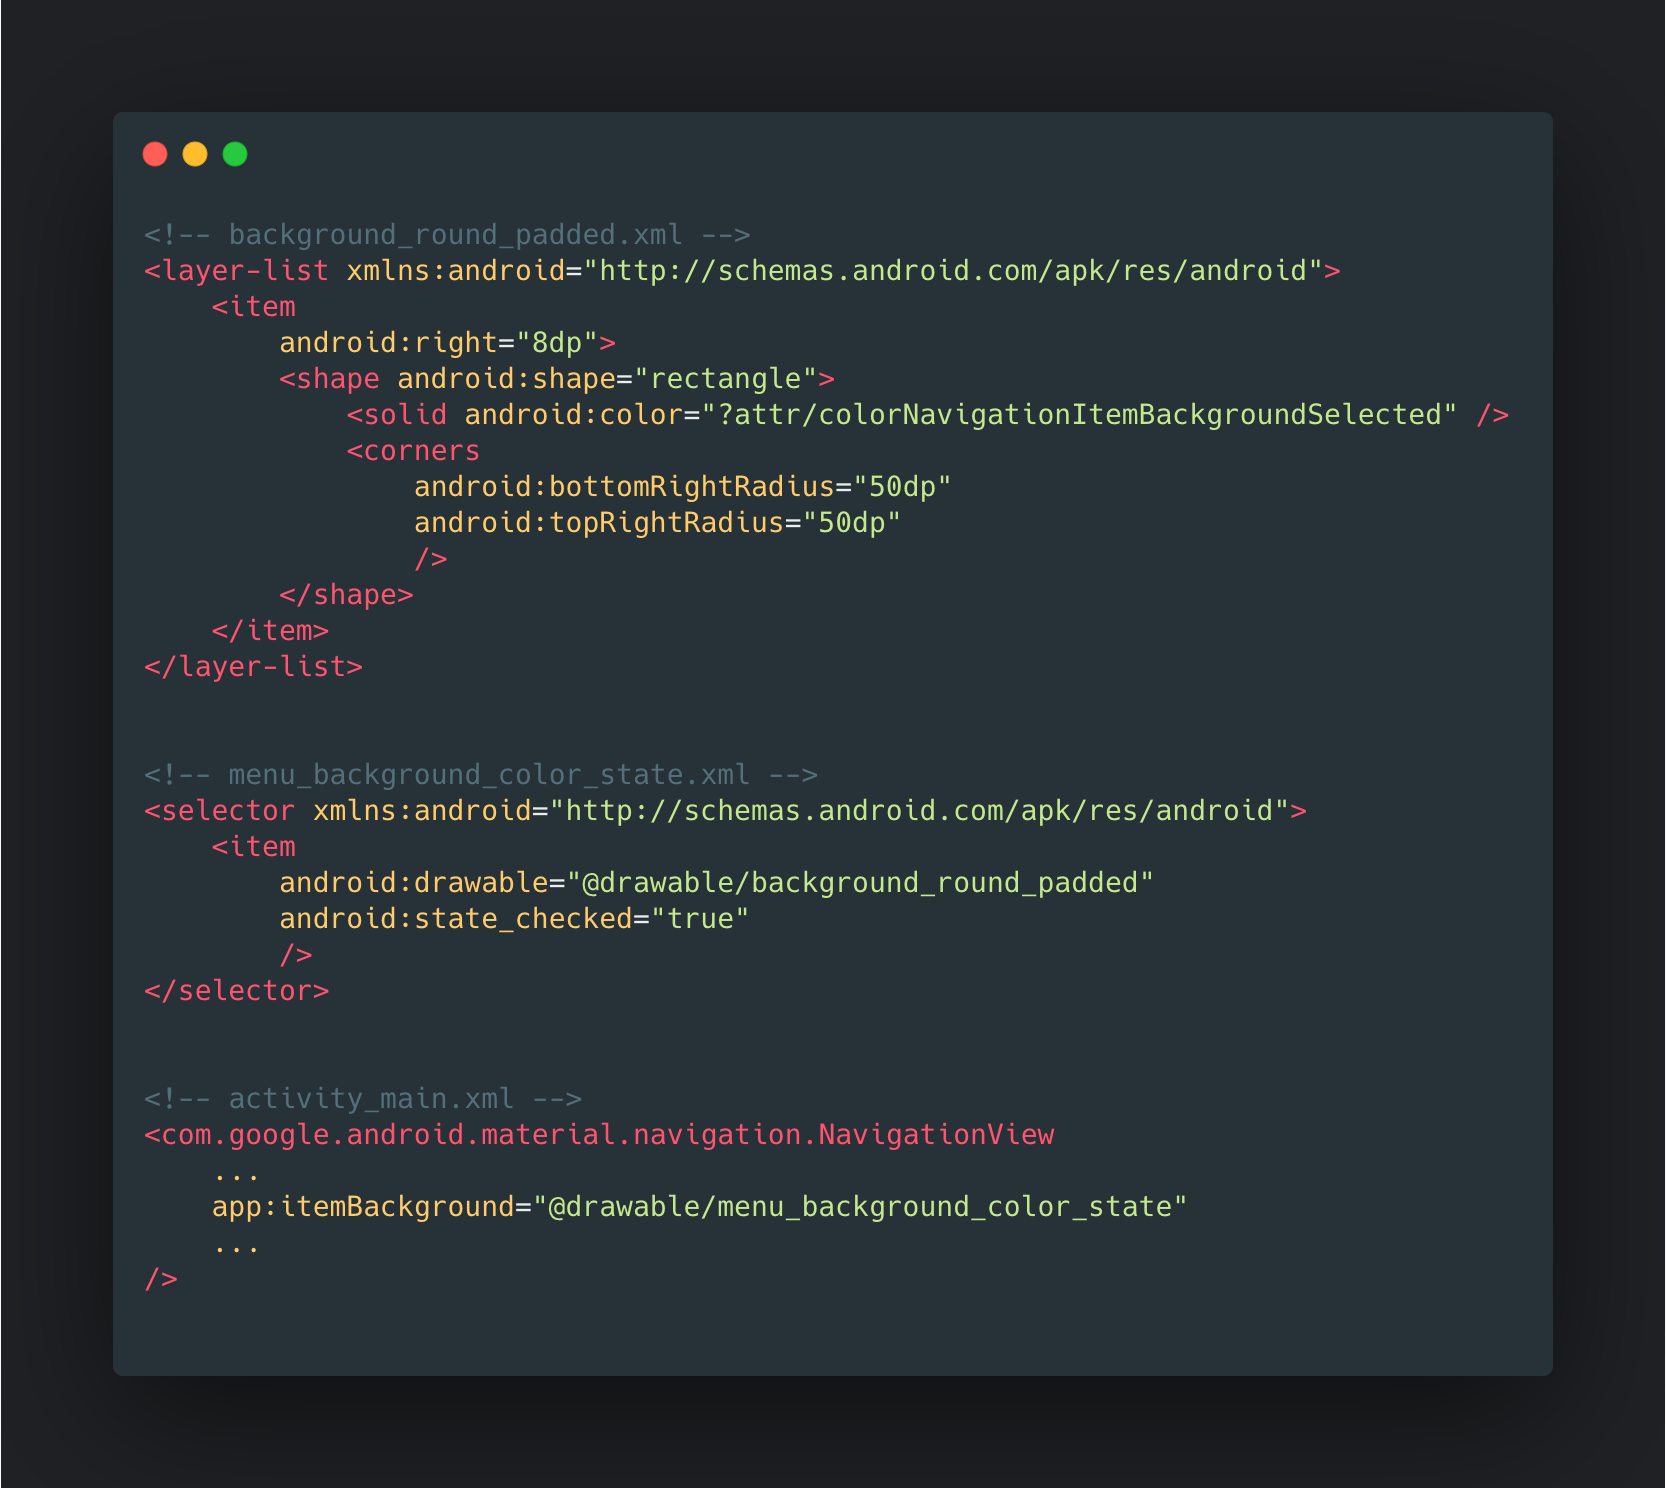 <!-- background_round_padded.xml -->
<layer-list xmlns:android="http://schemas.android.com/apk/res/android">
    <item
        android:right="8dp">
        <shape android:shape="rectangle">
            <solid android:color="?attr/colorNavigationItemBackgroundSelected" />
            <corners
                android:bottomRightRadius="50dp"
                android:topRightRadius="50dp"
                />
        </shape>
    </item>
</layer-list>
<!-- menu_background_color_state.xml -->
<selector xmlns:android="http://schemas.android.com/apk/res/android">
    <item
        android:drawable="@drawable/background_round_padded"
        android:state_checked="true"
        />
</selector>
<!-- activity_main.xml -->
<com.google.android.material.navigation.NavigationView
    ...
    app:itemBackground="@drawable/menu_background_color_state"
    ...
/>